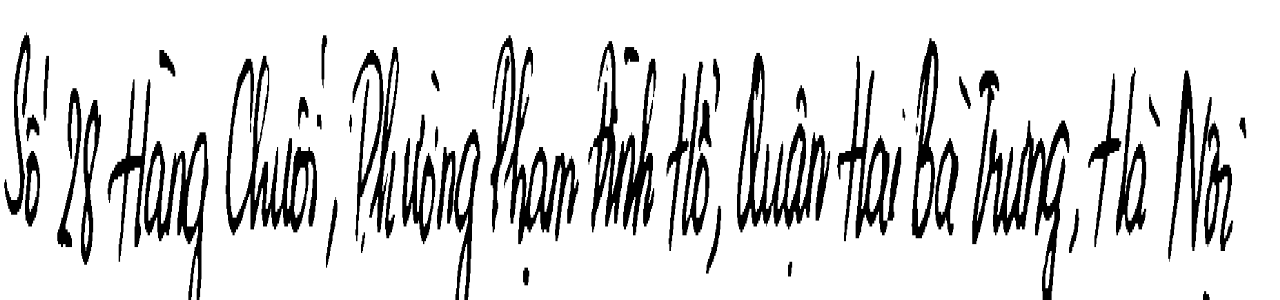 Số 28 Hàng Chuối, Phường Phạm Đình Hổ, Quận Hai Bà Trưng, Hà Nội